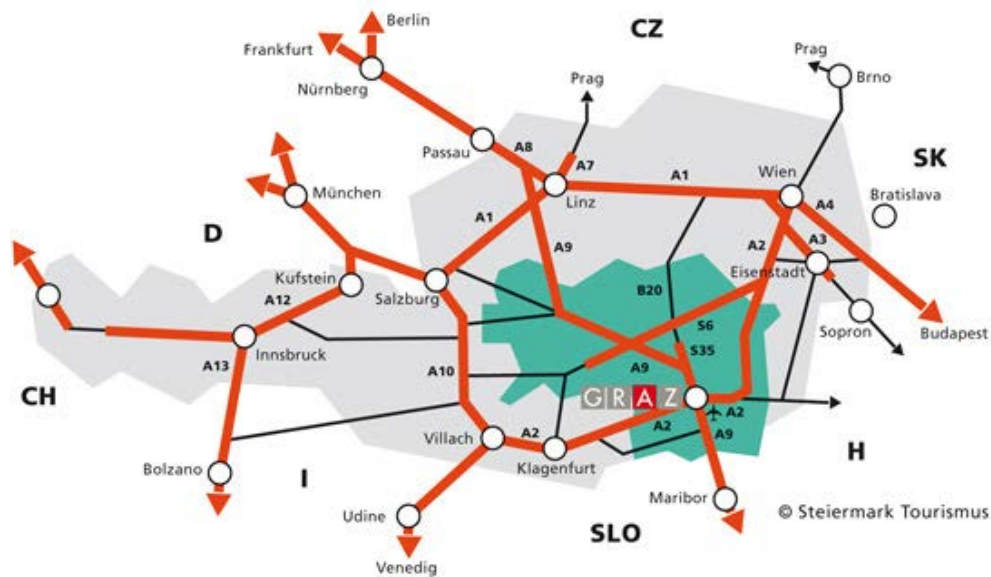 Berlin
CZ
Frankfurt
Prag
Nürnberg
Prag
Brno
A8
Passau
A7
Wien
SK
A1
München
Linz
A4
Bratislava
D
A1
A9
A2
A3
Kufstein
Eisenstadt
Salzburg
B20
A12
S6
Sopron
Budapest
Innsbruck
S35
A13
A10
A9
CH
GRAZ
A2
A2
A9
Villach
A2
Klagenfurt
H
Bolzano
I
Maribor
Udine
© Steiermark Tourismus
SLO
Venedig